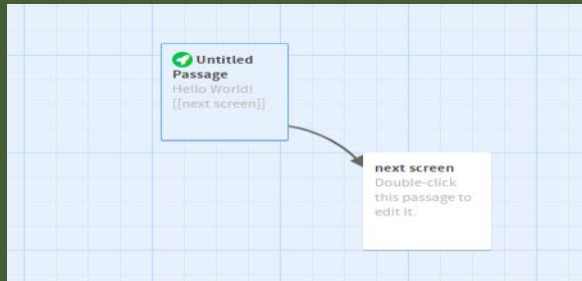 Untitled
Passage
Hello World!
[[next screen]]
next screen
Double-click
this passage to
edit it.